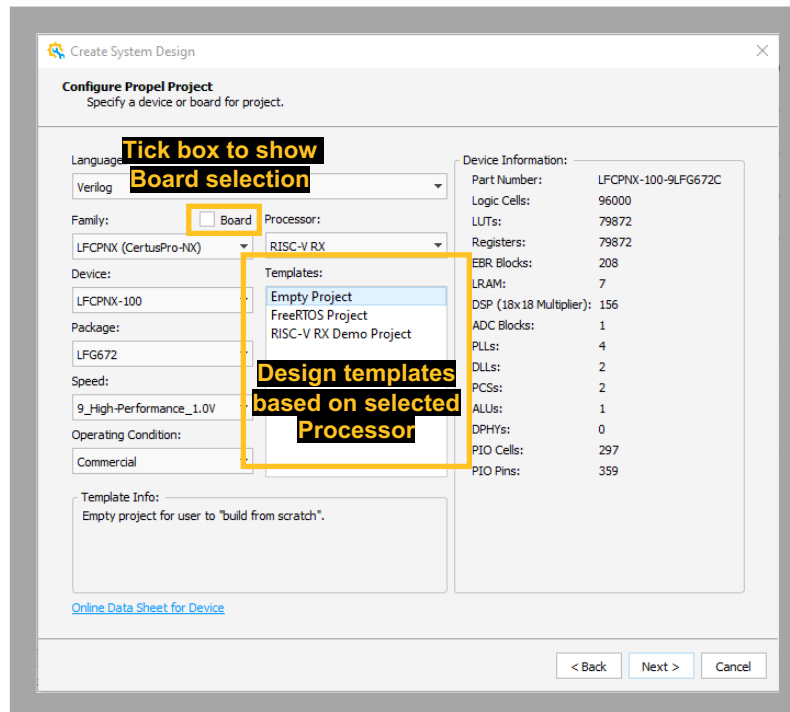 Create System Design
Configure Propel Project
Specify a device or board for project.
Language
Tick box to show
Board selection
Verilog
Family:
Board
Processor:
LFCPNX (CertusPro-NX)
RISC-V RX
Device:
Templates:
LFCPNX-100
Empty Project
FreeRTOS Project
RISC-V RX Demo Project
Package:
LFG672
Speed:
9_High-Performance_1.0V
Operating Condition:
Commercial
Design templates
based on selected
Processor
Device Information:
Part Number: LFCPNX-100-9LFG672C
Logic Cells: 96000
LUTs: 79872
Registers: 79872
EBR Blocks: 208
LRAM: 7
DSP (18x18 Multiplier): 156
ADC Blocks: 1
PLLs: 4
DLLs: 2
PCSs: 2
ALUs: 1
DPHYs: 0
PIO Cells: 297
PIO Pins: 359
Template Info:
Empty project for user to "build from scratch".
Online Data Sheet for Device
< Back
Next >
Cancel